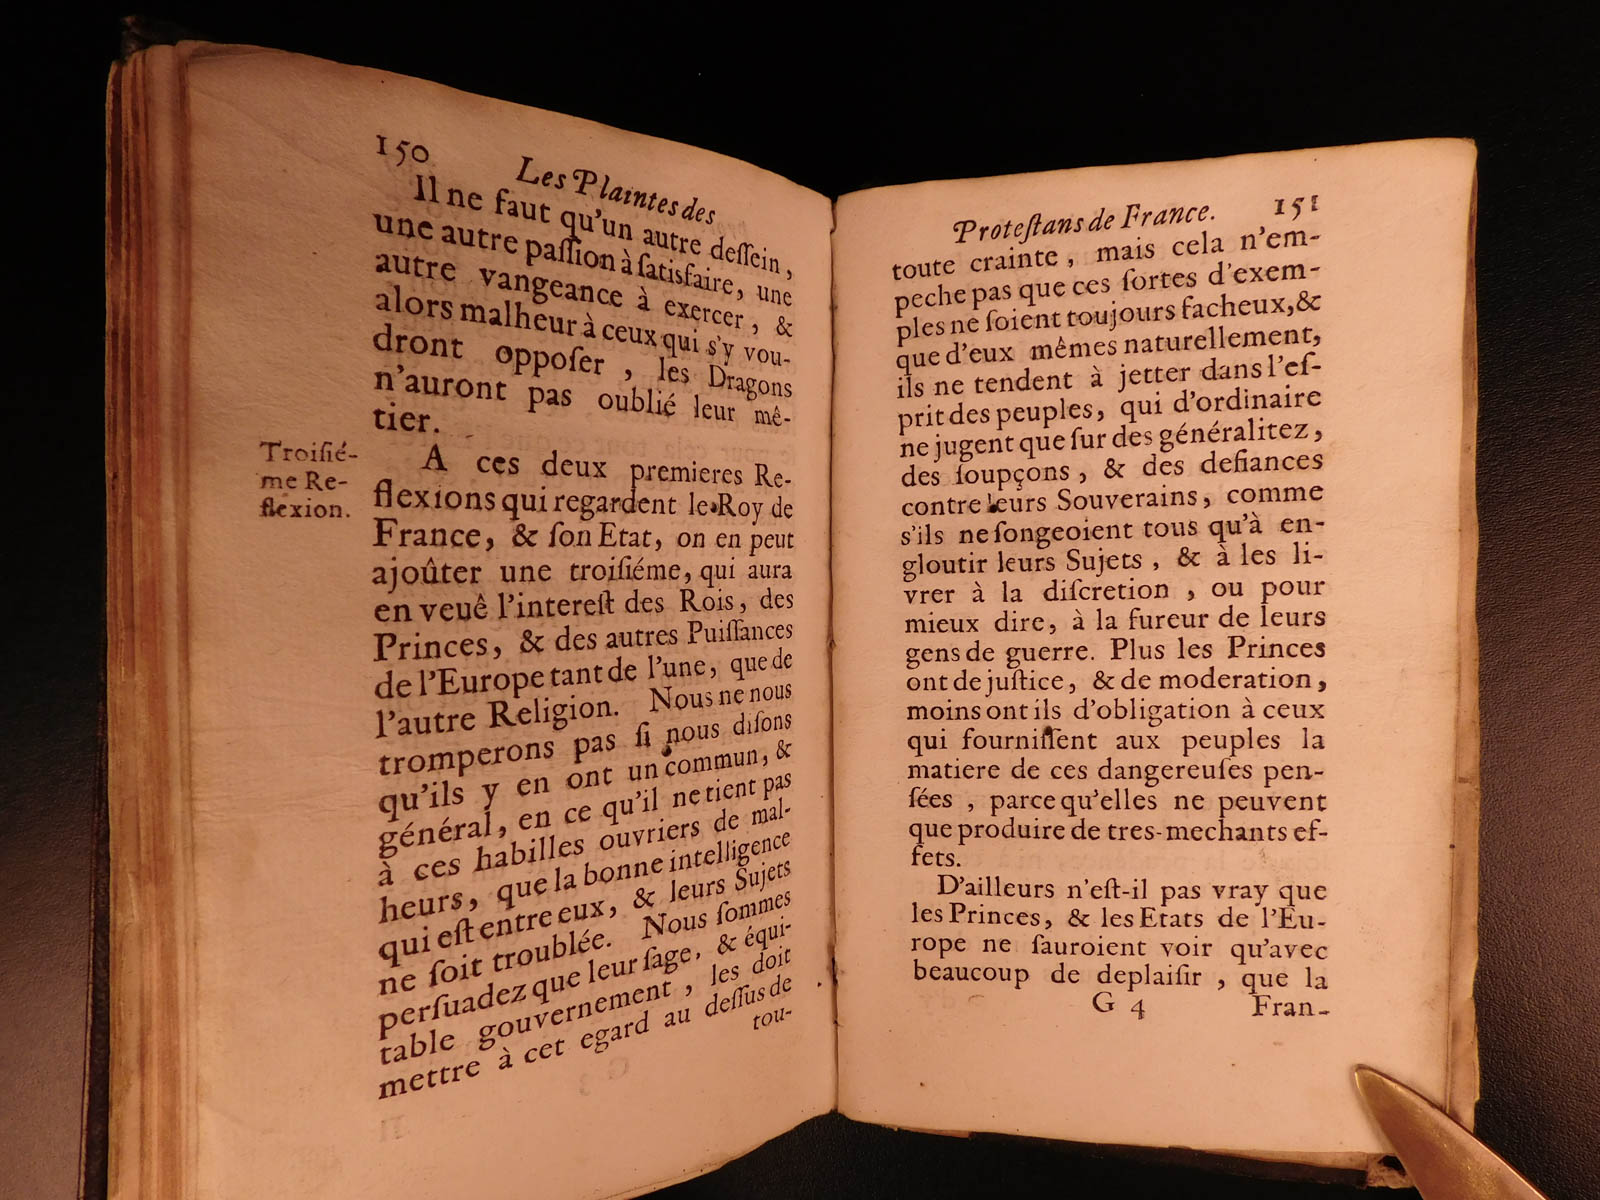 150
Les Plaintes des
Il ne faut qu'un autre deſſein,
une autre paſſion à ſatisfaire, une
autre vangeance à exercer, &
alors malheur à ceux qui s'y vou-
dront oppoſer, les Dragons
n'auront pas oublié leur mê-
tier.
Troiſié-
me Re-
flexion.
A ces deux premieres Re-
flexions qui regardent le Roy de
France, & ſon Etat, on en peut
ajoûter une troiſiéme, qui aura
en veuê l'intereſt des Rois, des
Princes, & des autres Puiſſances
de l'Europe tant de l'une, que de
l'autre Religion. Nous ne nous
tromperons pas ſi nous diſons
qu'ils y en ont un commun, &
général, en ce qu'il ne tient pas
à ces habilles ouvriers de mal-
heurs, que la bonne intelligence
qui eſt entre eux, & leurs Sujets
ne ſoit troublée. Nous ſommes
perſuadez que leur ſage, & équi-
table gouvernement, les doit
mettre à cet egard au deſſus de
tou-
Proteſtans de France. 151
toute crainte, mais cela n'em-
peche pas que ces ſortes d'exem-
ples ne ſoient toujours facheux, &
que d'eux mêmes naturellement,
ils ne tendent à jetter dans l'eſ-
prit des peuples, qui d'ordinaire
ne jugent que ſur des généralitez,
des ſoupçons, & des defiances
contre leurs Souverains, comme
s'ils ne ſongeoient tous qu'à en-
gloutir leurs Sujets, & à les li-
vrer à la diſcretion, ou pour
mieux dire, à la fureur de leurs
gens de guerre. Plus les Princes
ont de juſtice, & de moderation,
moins ont ils d'obligation à ceux
qui fourniſſent aux peuples la
matiere de ces dangereuſes pen-
ſées, parce qu'elles ne peuvent
que produire de tres-mechants ef-
fets.
D'ailleurs n'eſt-il pas vray que
les Princes, & les Etats de l'Eu-
rope ne ſauroient voir qu'avec
beaucoup de deplaiſir, que la
G 4 Fran-